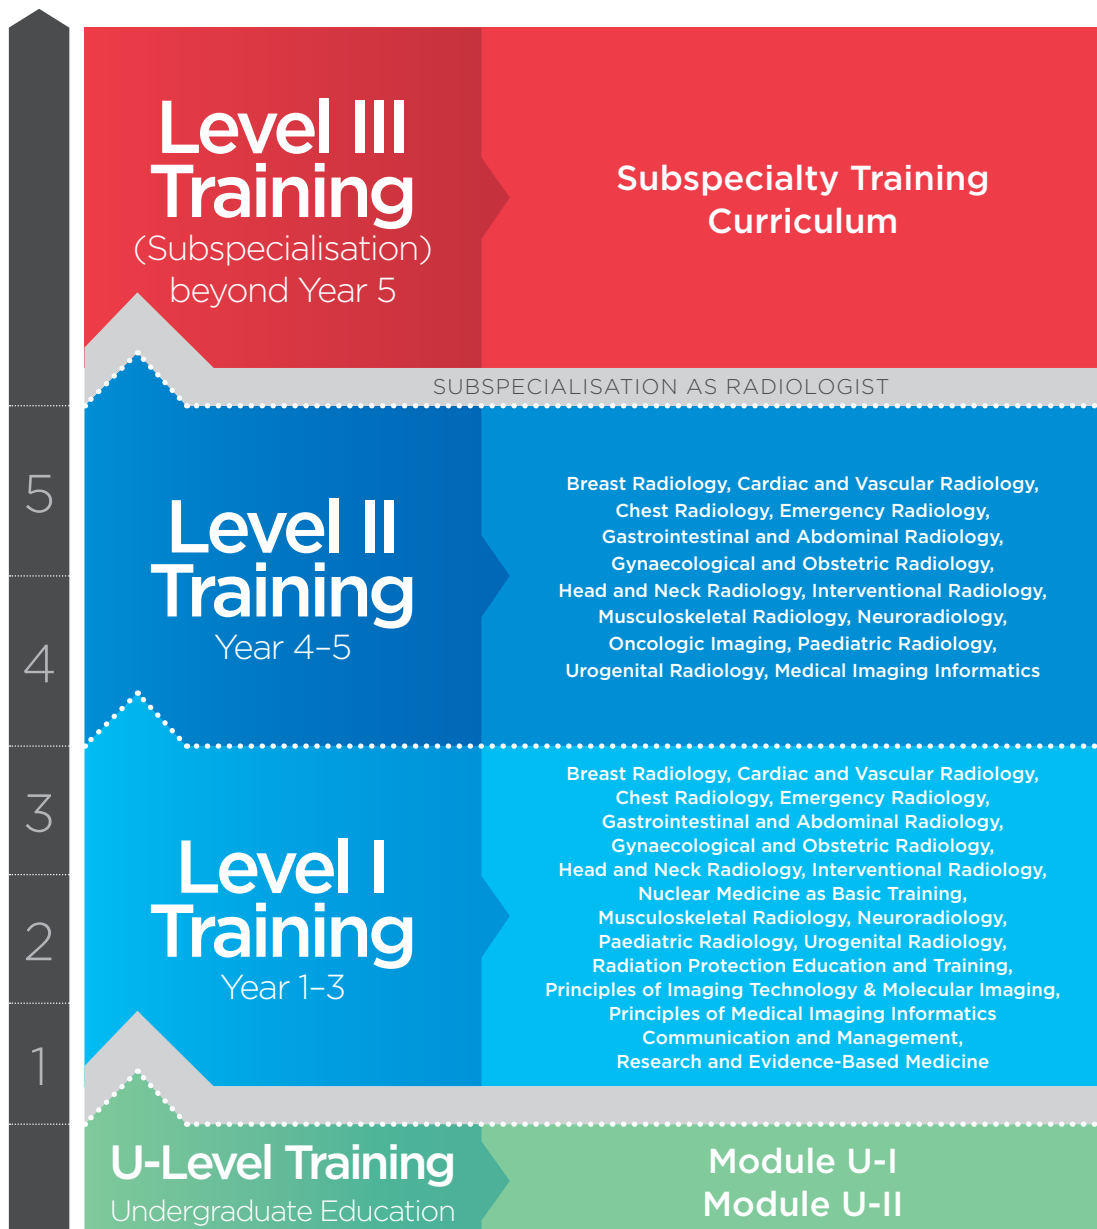 Level III
Training
(Subspecialisation)
beyond Year 5
Subspecialty Training
Curriculum
SUBSPECIALISATION AS RADIOLOGIST
5
4
Level II
Training
Year 4–5
Breast Radiology, Cardiac and Vascular Radiology,
Chest Radiology, Emergency Radiology,
Gastrointestinal and Abdominal Radiology,
Gynaecological and Obstetric Radiology,
Head and Neck Radiology, Interventional Radiology,
Musculoskeletal Radiology, Neuroradiology,
Oncologic Imaging, Paediatric Radiology,
Urogenital Radiology, Medical Imaging Informatics
3
2
1
Level I
Training
Year 1–3
Breast Radiology, Cardiac and Vascular Radiology,
Chest Radiology, Emergency Radiology,
Gastrointestinal and Abdominal Radiology,
Gynaecological and Obstetric Radiology,
Head and Neck Radiology, Interventional Radiology,
Nuclear Medicine as Basic Training,
Musculoskeletal Radiology, Neuroradiology,
Paediatric Radiology, Urogenital Radiology,
Radiation Protection Education and Training,
Principles of Imaging Technology & Molecular Imaging,
Principles of Medical Imaging Informatics
Communication and Management,
Research and Evidence-Based Medicine
U-Level Training
Undergraduate Education
Module U-I
Module U-II